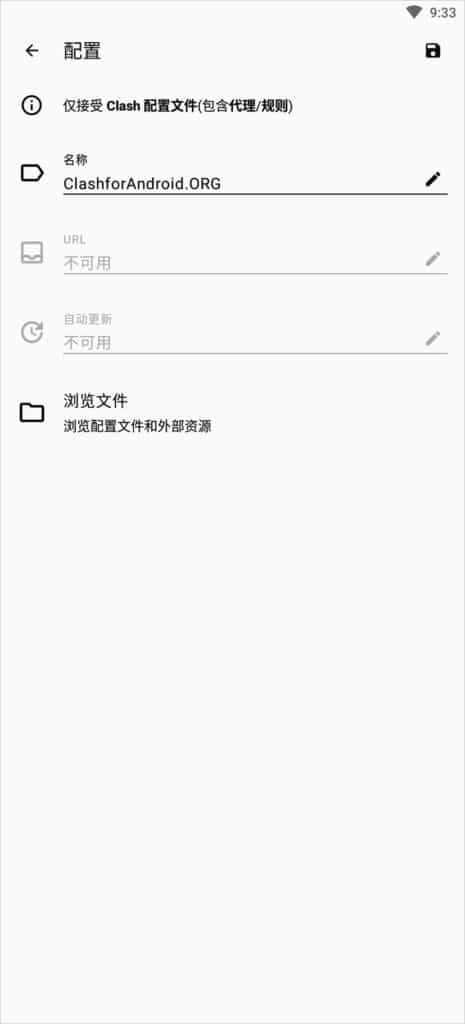 9:33
配置
仅接受 Clash 配置文件(包含代理/规则)
名称
ClashforAndroid.ORG
URL
不可用
自动更新
不可用
浏览文件
浏览配置文件和外部资源